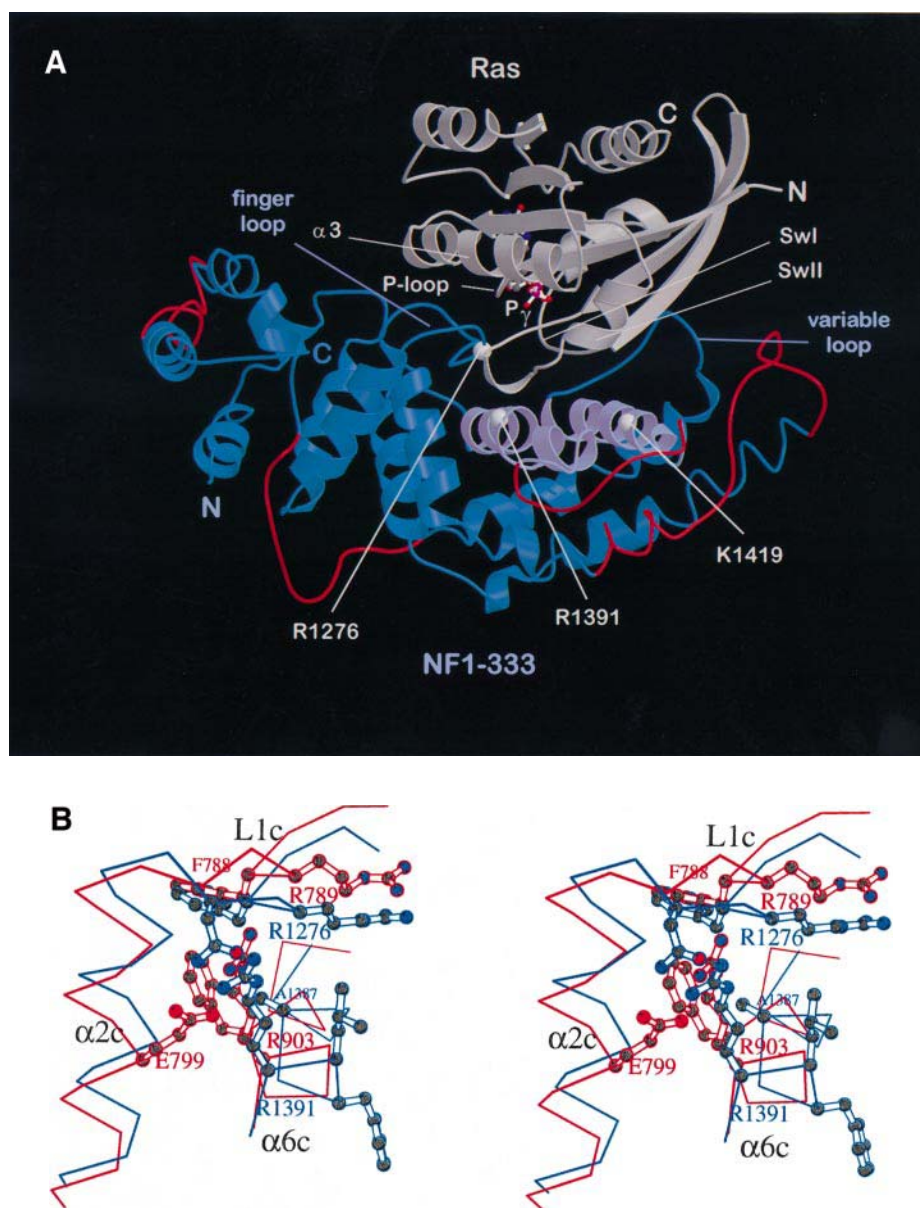 A
Ras
C
N
finger
loop
α3
SwI
P-loop
SwII
Pγ
variable
loop
C
N
K1419
R1276
R1391
NF1-333
B
L1c
F788
R789
R1276
A1387
α2c
R903
E799
R1391
α6c
L1c
F788
R789
R1276
A1387
α2c
R903
E799
R1391
α6c